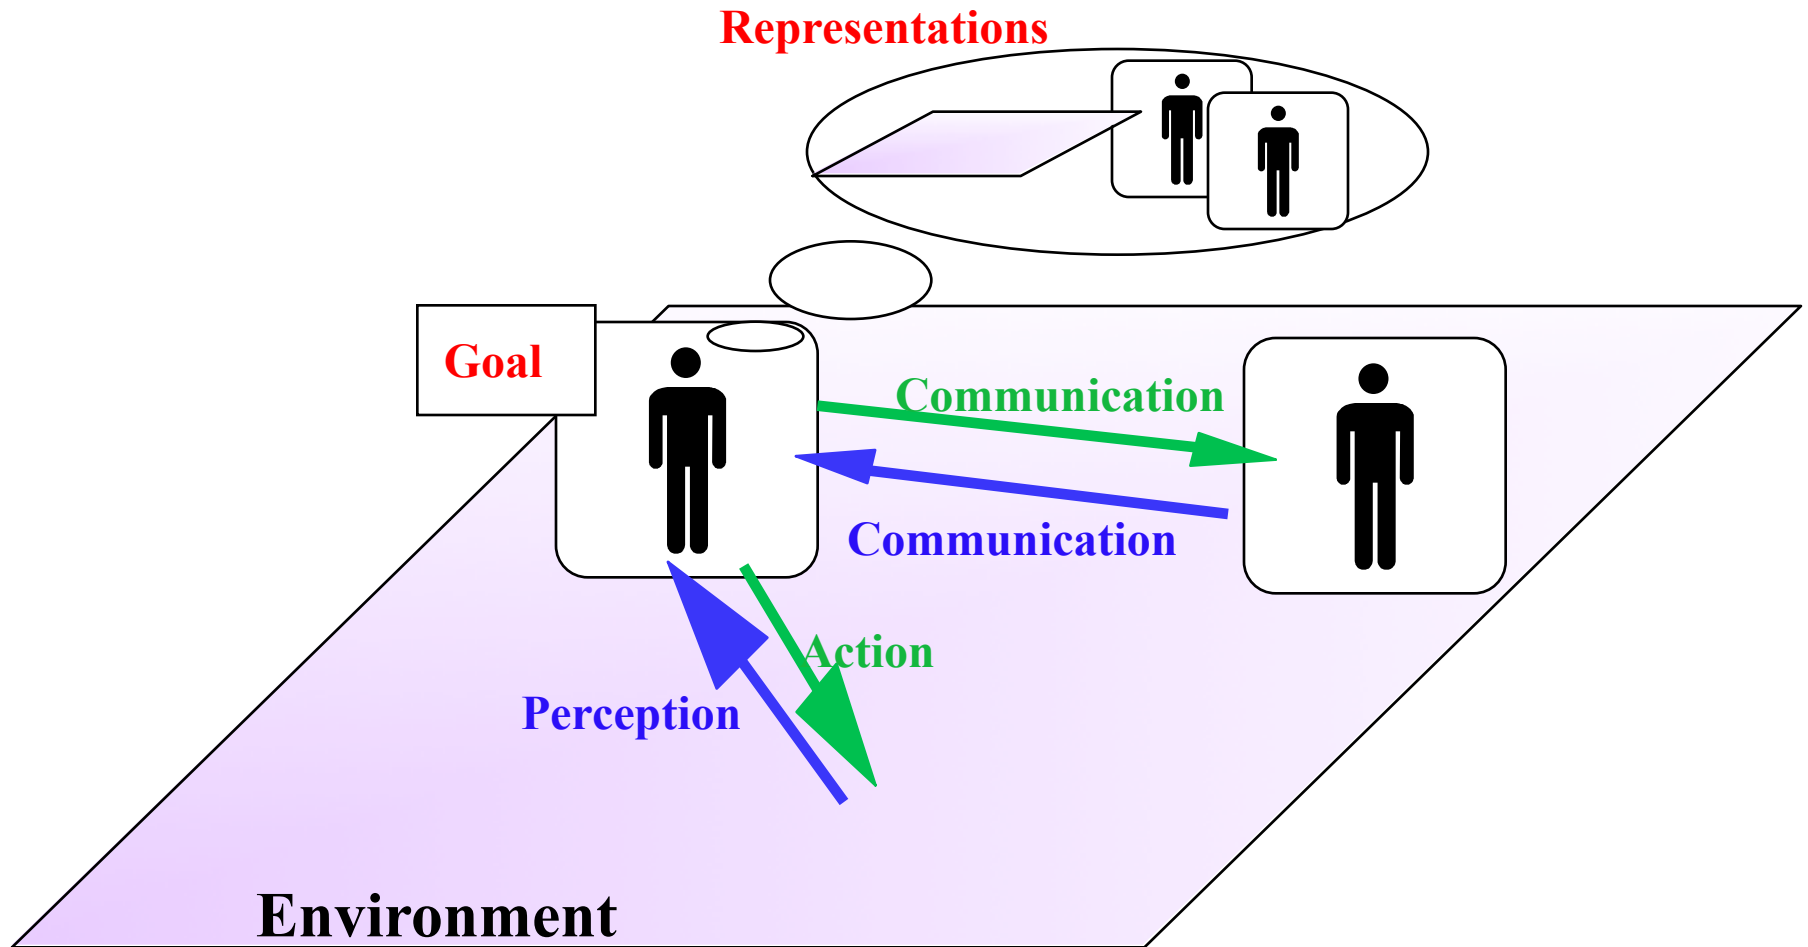 Representations
Goal
Communication
Communication
Action
Perception
Environment